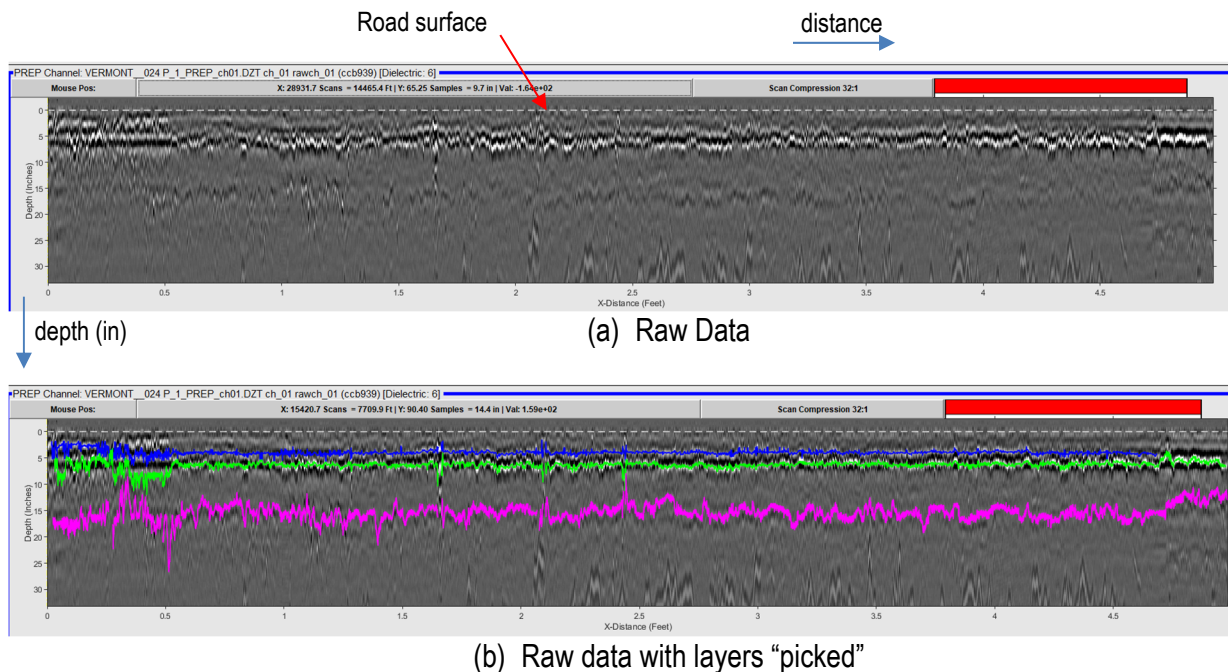 Road surface
distance
PREP Channel: VERMONT__024 P_1_PREP_ch01.DZT ch_01 rawch_01 (ccb939) [Dielectric: 6]
Mouse Pos: X: 28931.7 Scans = 14465.4 Ft | Y: 65.25 Samples = 9.7 in | Val: -1.64e+02 Scan Compression 32:1
Depth (Inches)
0
5
10
15
20
25
30
0 0.5 1 1.5 2 2.5 3 3.5 4 4.5
X-Distance (Feet)
depth (in)
(a) Raw Data
PREP Channel: VERMONT__024 P_1_PREP_ch01.DZT ch_01 rawch_01 (ccb939) [Dielectric: 6]
Mouse Pos: X: 15420.7 Scans = 7709.9 Ft | Y: 90.40 Samples = 14.4 in | Val: 1.59e+02 Scan Compression 32:1
Depth (Inches)
0
5
10
15
20
25
30
0 0.5 1 1.5 2 2.5 3 3.5 4 4.5
X-Distance (Feet)
(b) Raw data with layers “picked”